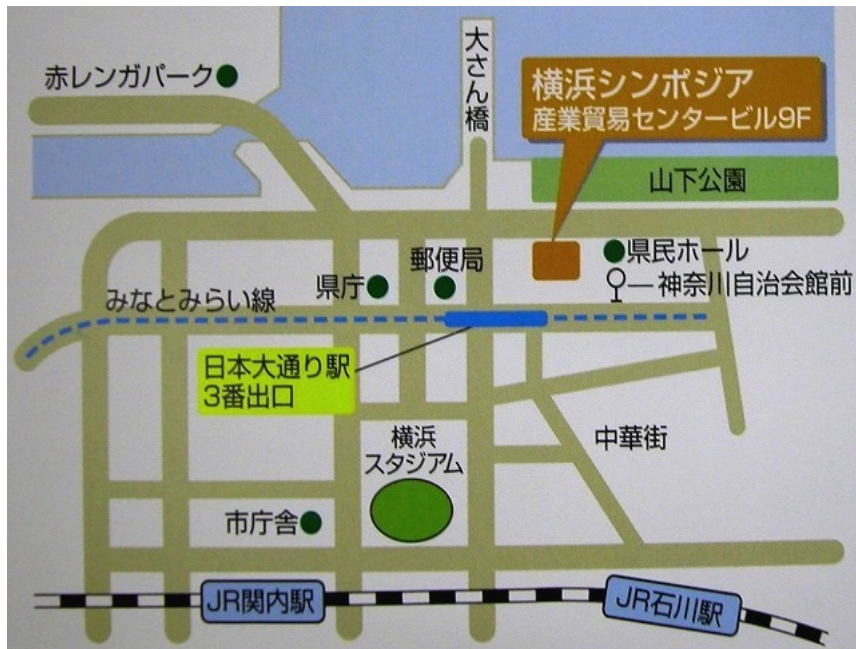 赤レンガパーク
大さん橋
横浜シンポジア
産業貿易センタービル9F
山下公園
県民ホール
郵便局
県庁
神奈川自治会館前
みなとみらい線
日本大通り駅
3番出口
横浜
スタジアム
中華街
市庁舎
JR関内駅
JR石川駅